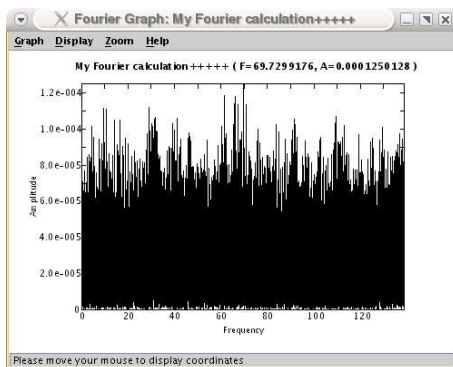 X Fourier Graph: My Fourier calculation+++++
Graph Display Zoom Help
My Fourier calculation+++++ ( F=69.7299176, A=0.0001250128 )
1.2e-004
1.0e-004
8.0e-005
6.0e-005
4.0e-005
2.0e-005
0
Amplitude
0 20 40 60 80 100 120
Frequency
Please move your mouse to display coordinates